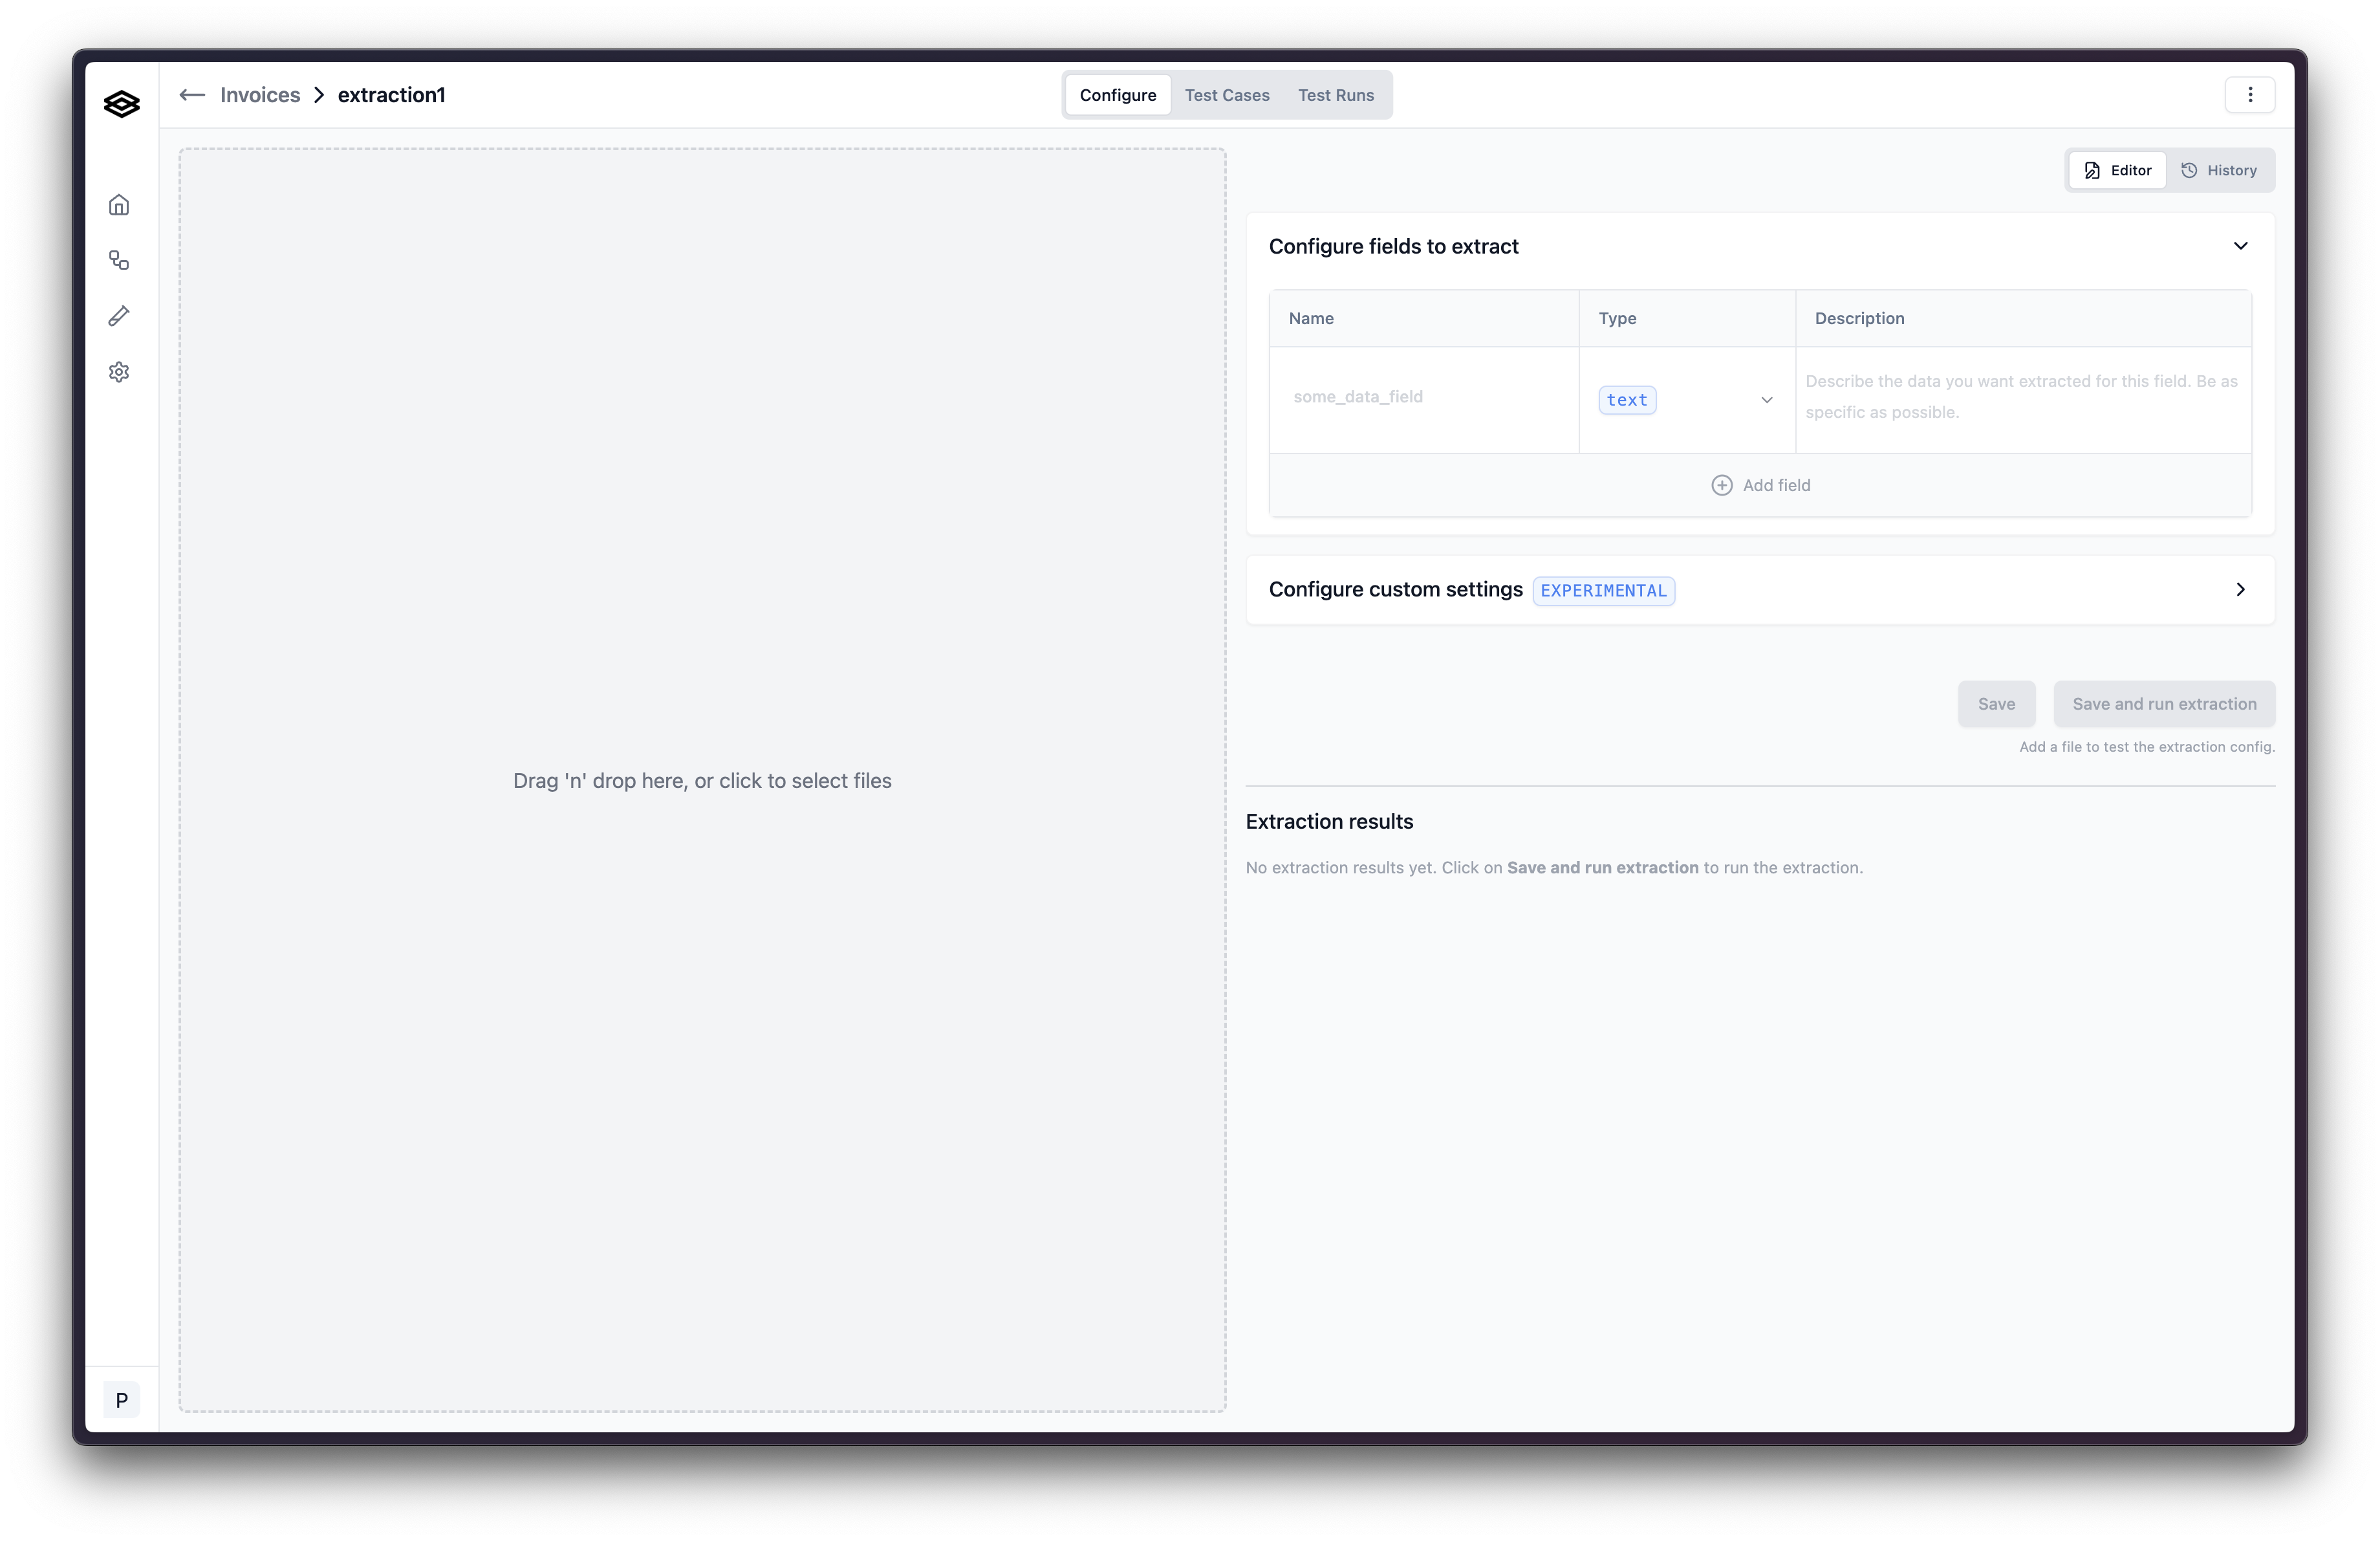 Invoices > extraction1
Configure Test Cases Test Runs
Editor History
Configure fields to extract
Name Type Description
some_data_field text Describe the data you want extracted for this field. Be as
specific as possible.
Add field
Configure custom settings EXPERIMENTAL
Save Save and run extraction
Add a file to test the extraction config.
Drag 'n' drop here, or click to select files
Extraction results
No extraction results yet. Click on Save and run extraction to run the extraction.
P